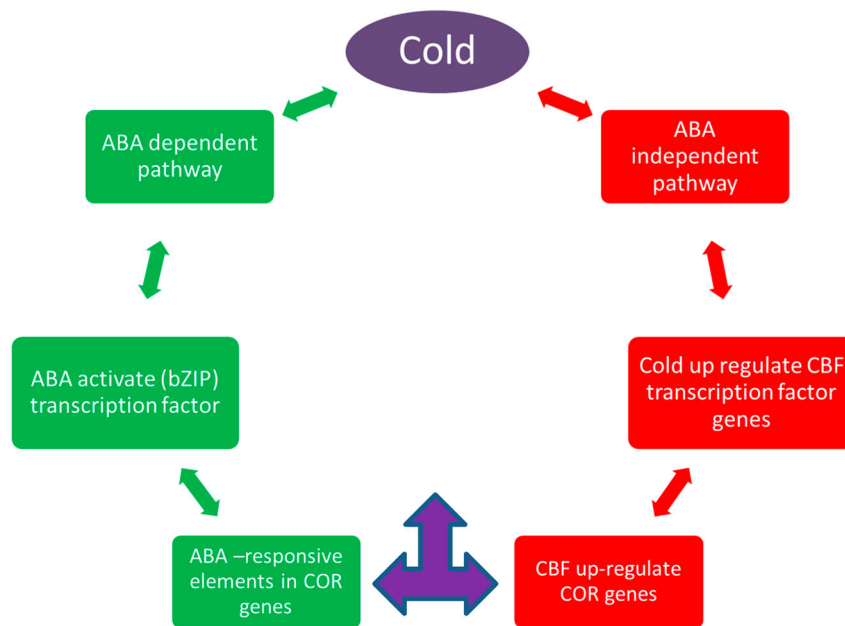 Cold
ABA dependent
pathway
ABA
independent
pathway
ABA activate (bZIP)
transcription factor
Cold up regulate CBF
transcription factor
genes
ABA –responsive
elements in COR
genes
CBF up-regulate
COR genes